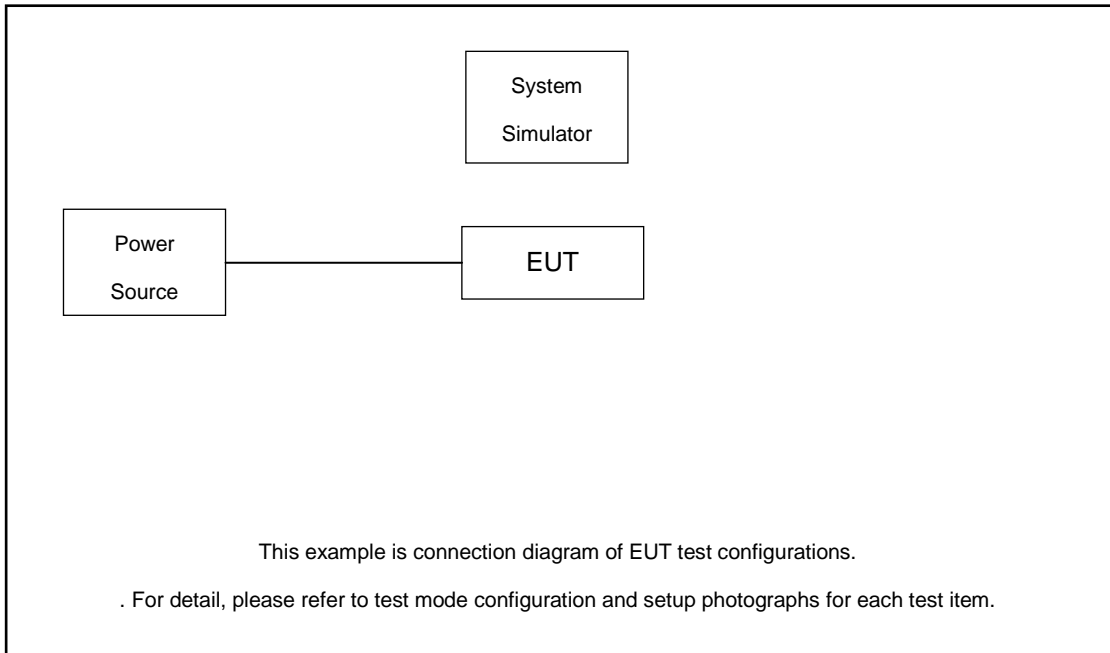 System
Simulator
Power
Source
EUT
This example is connection diagram of EUT test configurations.
. For detail, please refer to test mode configuration and setup photographs for each test item.